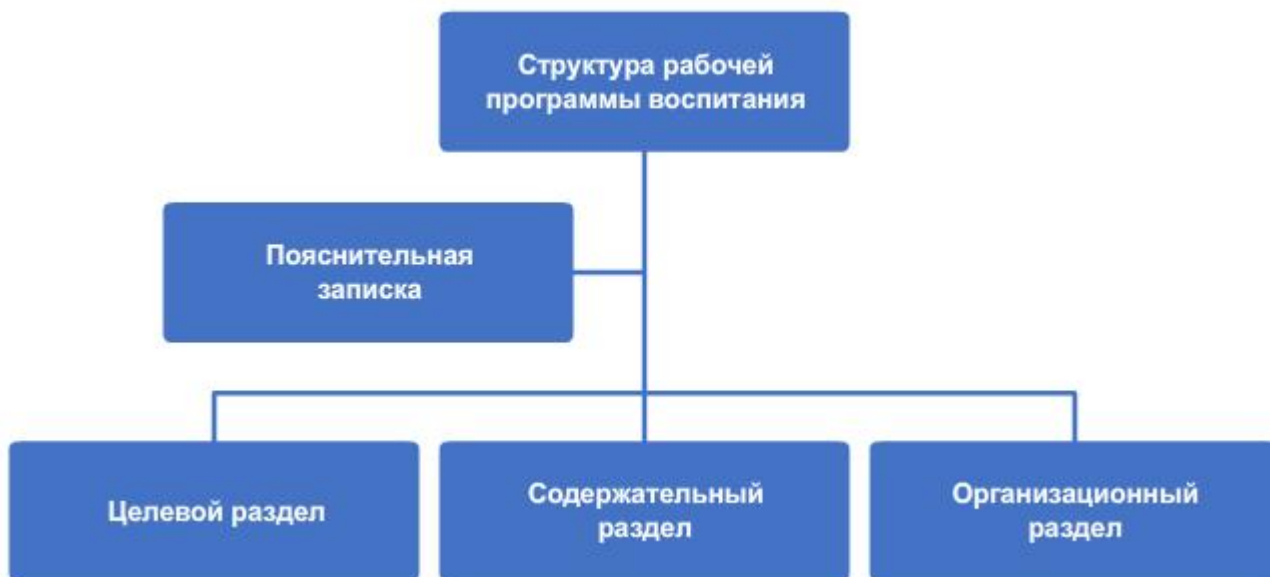 Структура рабочей
программы воспитания
Пояснительная
записка
Целевой раздел
Содержательный
раздел
Организационный
раздел